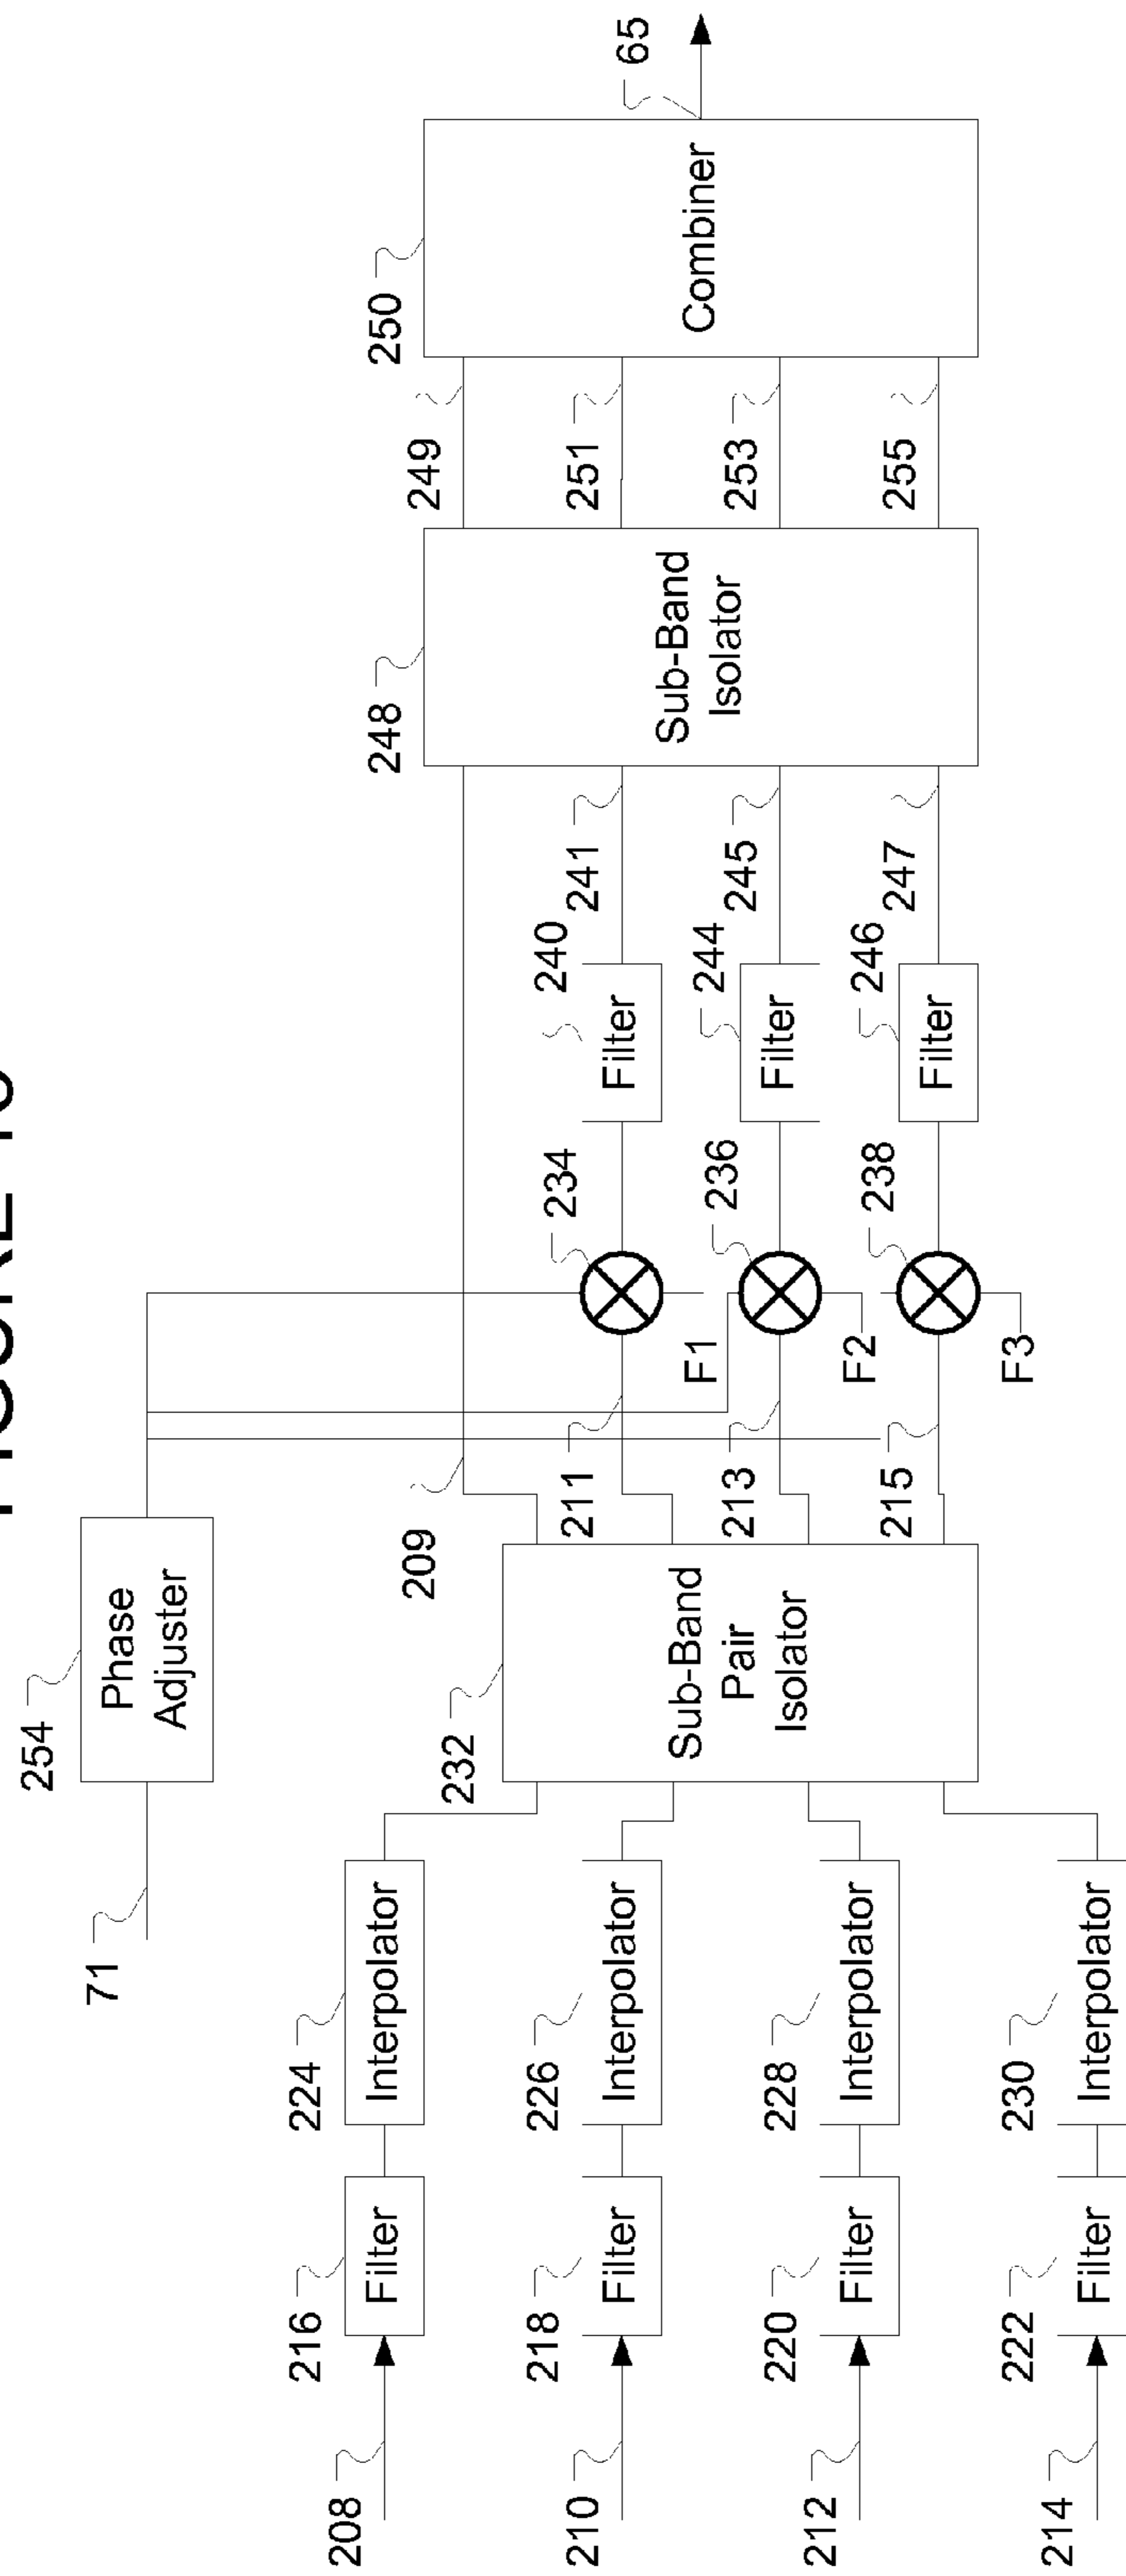 FIGURE
254
Phase
Adjuster
71
208
216
Filter
224
Interpolator
210
218
Filter
226
Interpolator
212
220
Filter
228
Interpolator
214
222
Filter
230
Interpolator
232
Sub-Band
Pair
Isolator
209
211
213
215
F1
F2
F3
234
236
238
240
Filter
244
Filter
246
Filter
241
245
247
248
Sub-Band
Isolator
249
251
253
255
250
Combiner
65